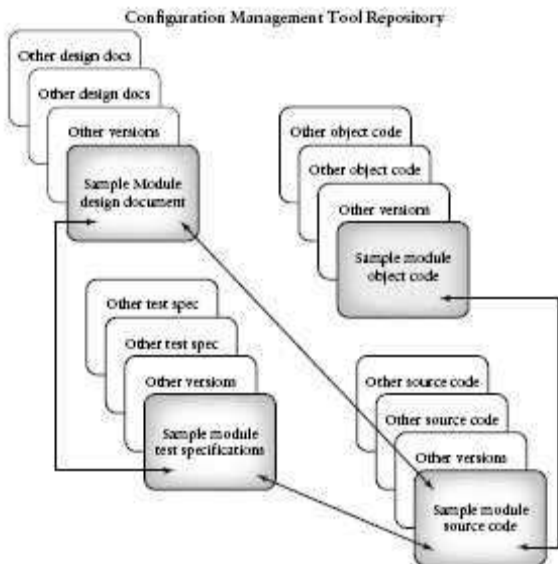 Configuration Management Tool Repository
Other design docs
Other design docs
Other versions
Sample Module
design document
Other object code
Other object code
Other versions
Sample module
object code
Other test spec
Other test spec
Other versions
Sample module
test specifications
Other source code
Other source code
Other versions
Sample module
source code